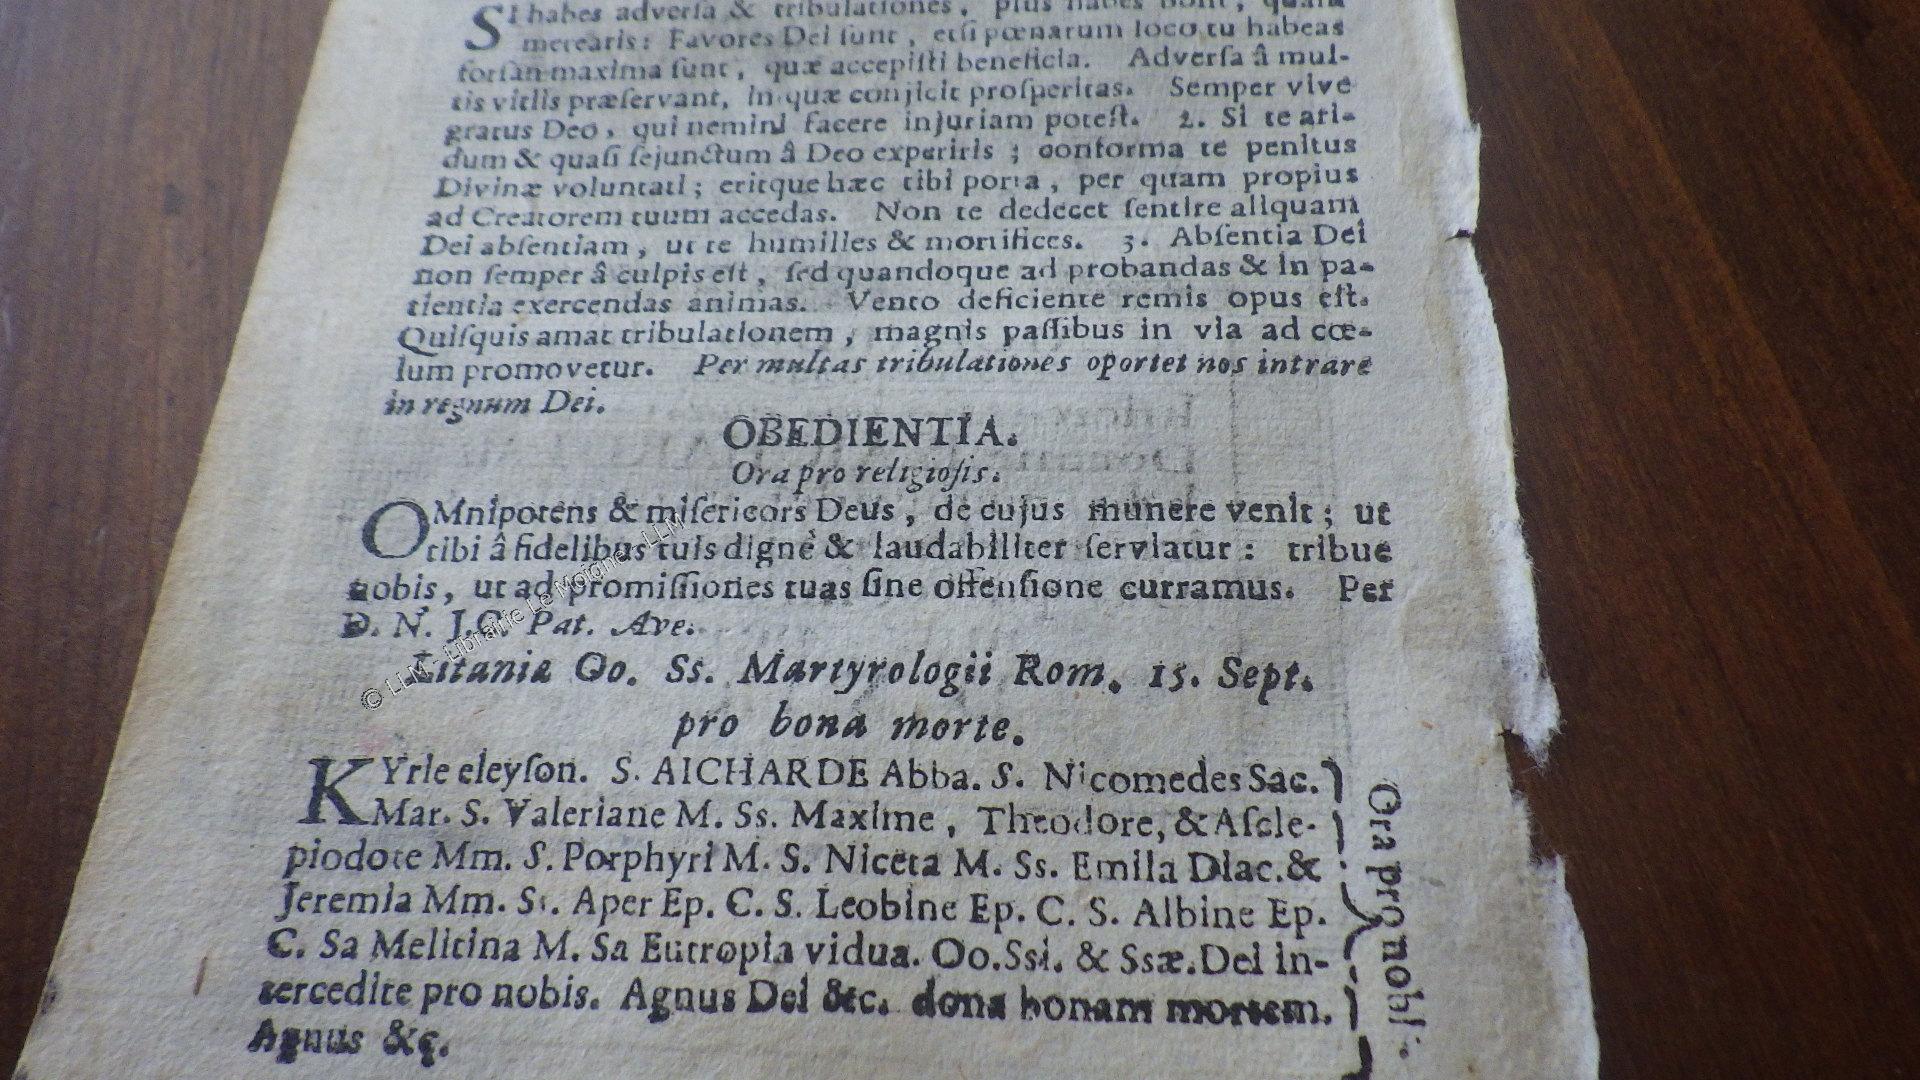 SI habes adverſa & tribulationes, plus habes boni, quam
merearis: Favores Dei ſunt, etſi pœnarum loco tu habeas
forſan maxima ſunt, quæ accepiſti beneficia. Adverſa â mul-
tis vitiis præſervant, in quæ conjicit proſperitas. Semper vive
gratus Deo, qui nemini facere injuriam poteſt. 2. Si te ari-
dum & quaſi ſejunctum â Deo experiris; conforma te penitus
Divinæ voluntati; eritque hæc tibi porta, per quam propius
ad Creatorem tuum accedas. Non te dedecet ſentire aliquam
Dei abſentiam, ut te humilles & mortifices. 3. Abſentia Dei
non ſemper â culpis eſt, ſed quandoque ad probandas & in pa-
tientia exercendas animas. Vento deficiente remis opus eſt.
Quiſquis amat tribulationem, magnis paſſibus in via ad cœ-
lum promovetur. Per multas tribulationes oportet nos intrare
in regnum Dei.
OBEDIENTIA.
Ora pro religioſis.
OMnipotens & miſericors Deus, de cujus munere venit; ut
tibi â fidelibus tuis dignè & laudabiliter ſerviatur: tribue
nobis, ut ad promiſſiones tuas ſine offenſione curramus. Per
D. N. J.C. Pat. Ave.
Litaniæ Oo. Ss. Martyrologii Rom. 15. Sept.
pro bona morte.
KYrie eleyſon. S. AICHARDE Abba. S. Nicomedes Sac.
Mar. S. Valeriane M. Ss. Maxime, Theodore, & Aſcle-
piodote Mm. S. Porphyri M. S. Niceta M. Ss. Emila Diac. &
Jeremia Mm. St. Aper Ep. C. S. Leobine Ep. C. S. Albine Ep.
C. Sa Melitina M. Sa Eutropia vidua. Oo. Ssi. & Ssæ. Dei in-
tercedite pro nobis. Agnus Dei &c. dona bonam mortem.
Agnus &c.
Ora pro nobi.
© LLM - Librairie Le Moigne - LLM